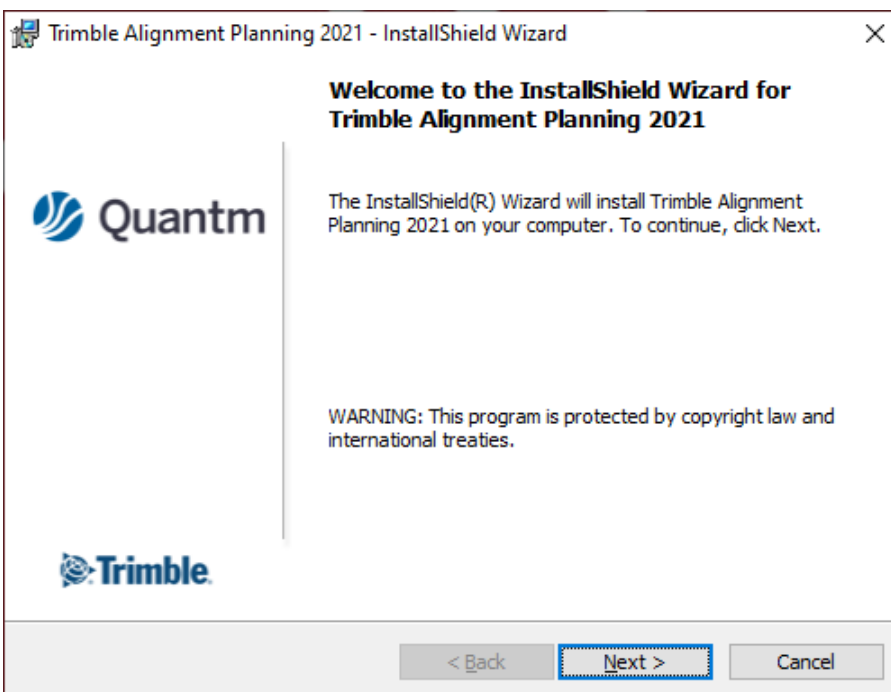 Trimble Alignment Planning 2021 - InstallShield Wizard
Welcome to the InstallShield Wizard for
Trimble Alignment Planning 2021
Quantm
The InstallShield(R) Wizard will install Trimble Alignment
Planning 2021 on your computer. To continue, click Next.
WARNING: This program is protected by copyright law and
international treaties.
Trimble.
< Back
Next >
Cancel